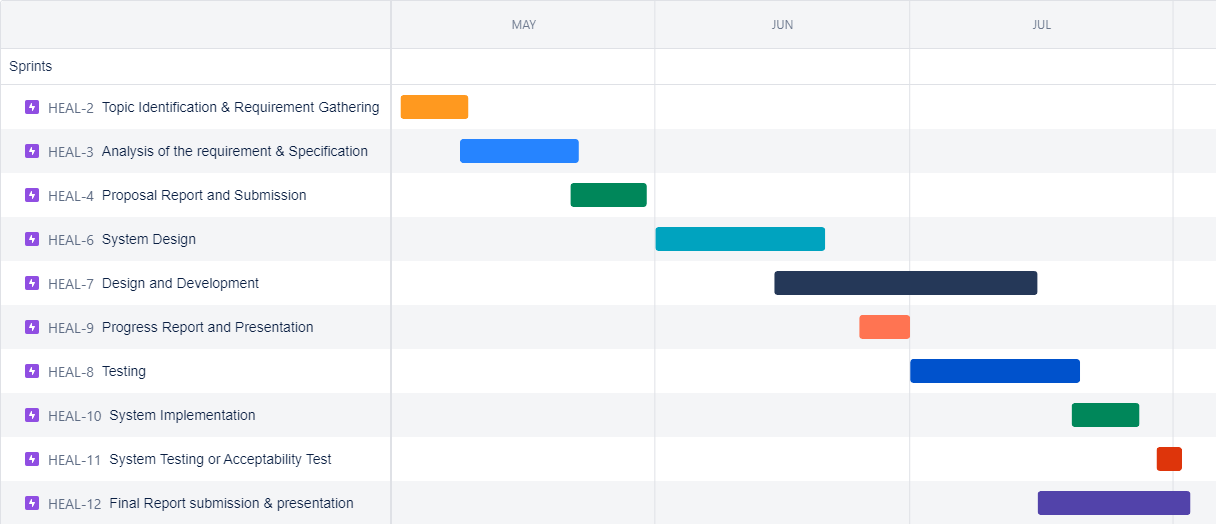 MAY JUN JUL
Sprints
HEAL-2 Topic Identification & Requirement Gathering
HEAL-3 Analysis of the requirement & Specification
HEAL-4 Proposal Report and Submission
HEAL-6 System Design
HEAL-7 Design and Development
HEAL-9 Progress Report and Presentation
HEAL-8 Testing
HEAL-10 System Implementation
HEAL-11 System Testing or Acceptability Test
HEAL-12 Final Report submission & presentation